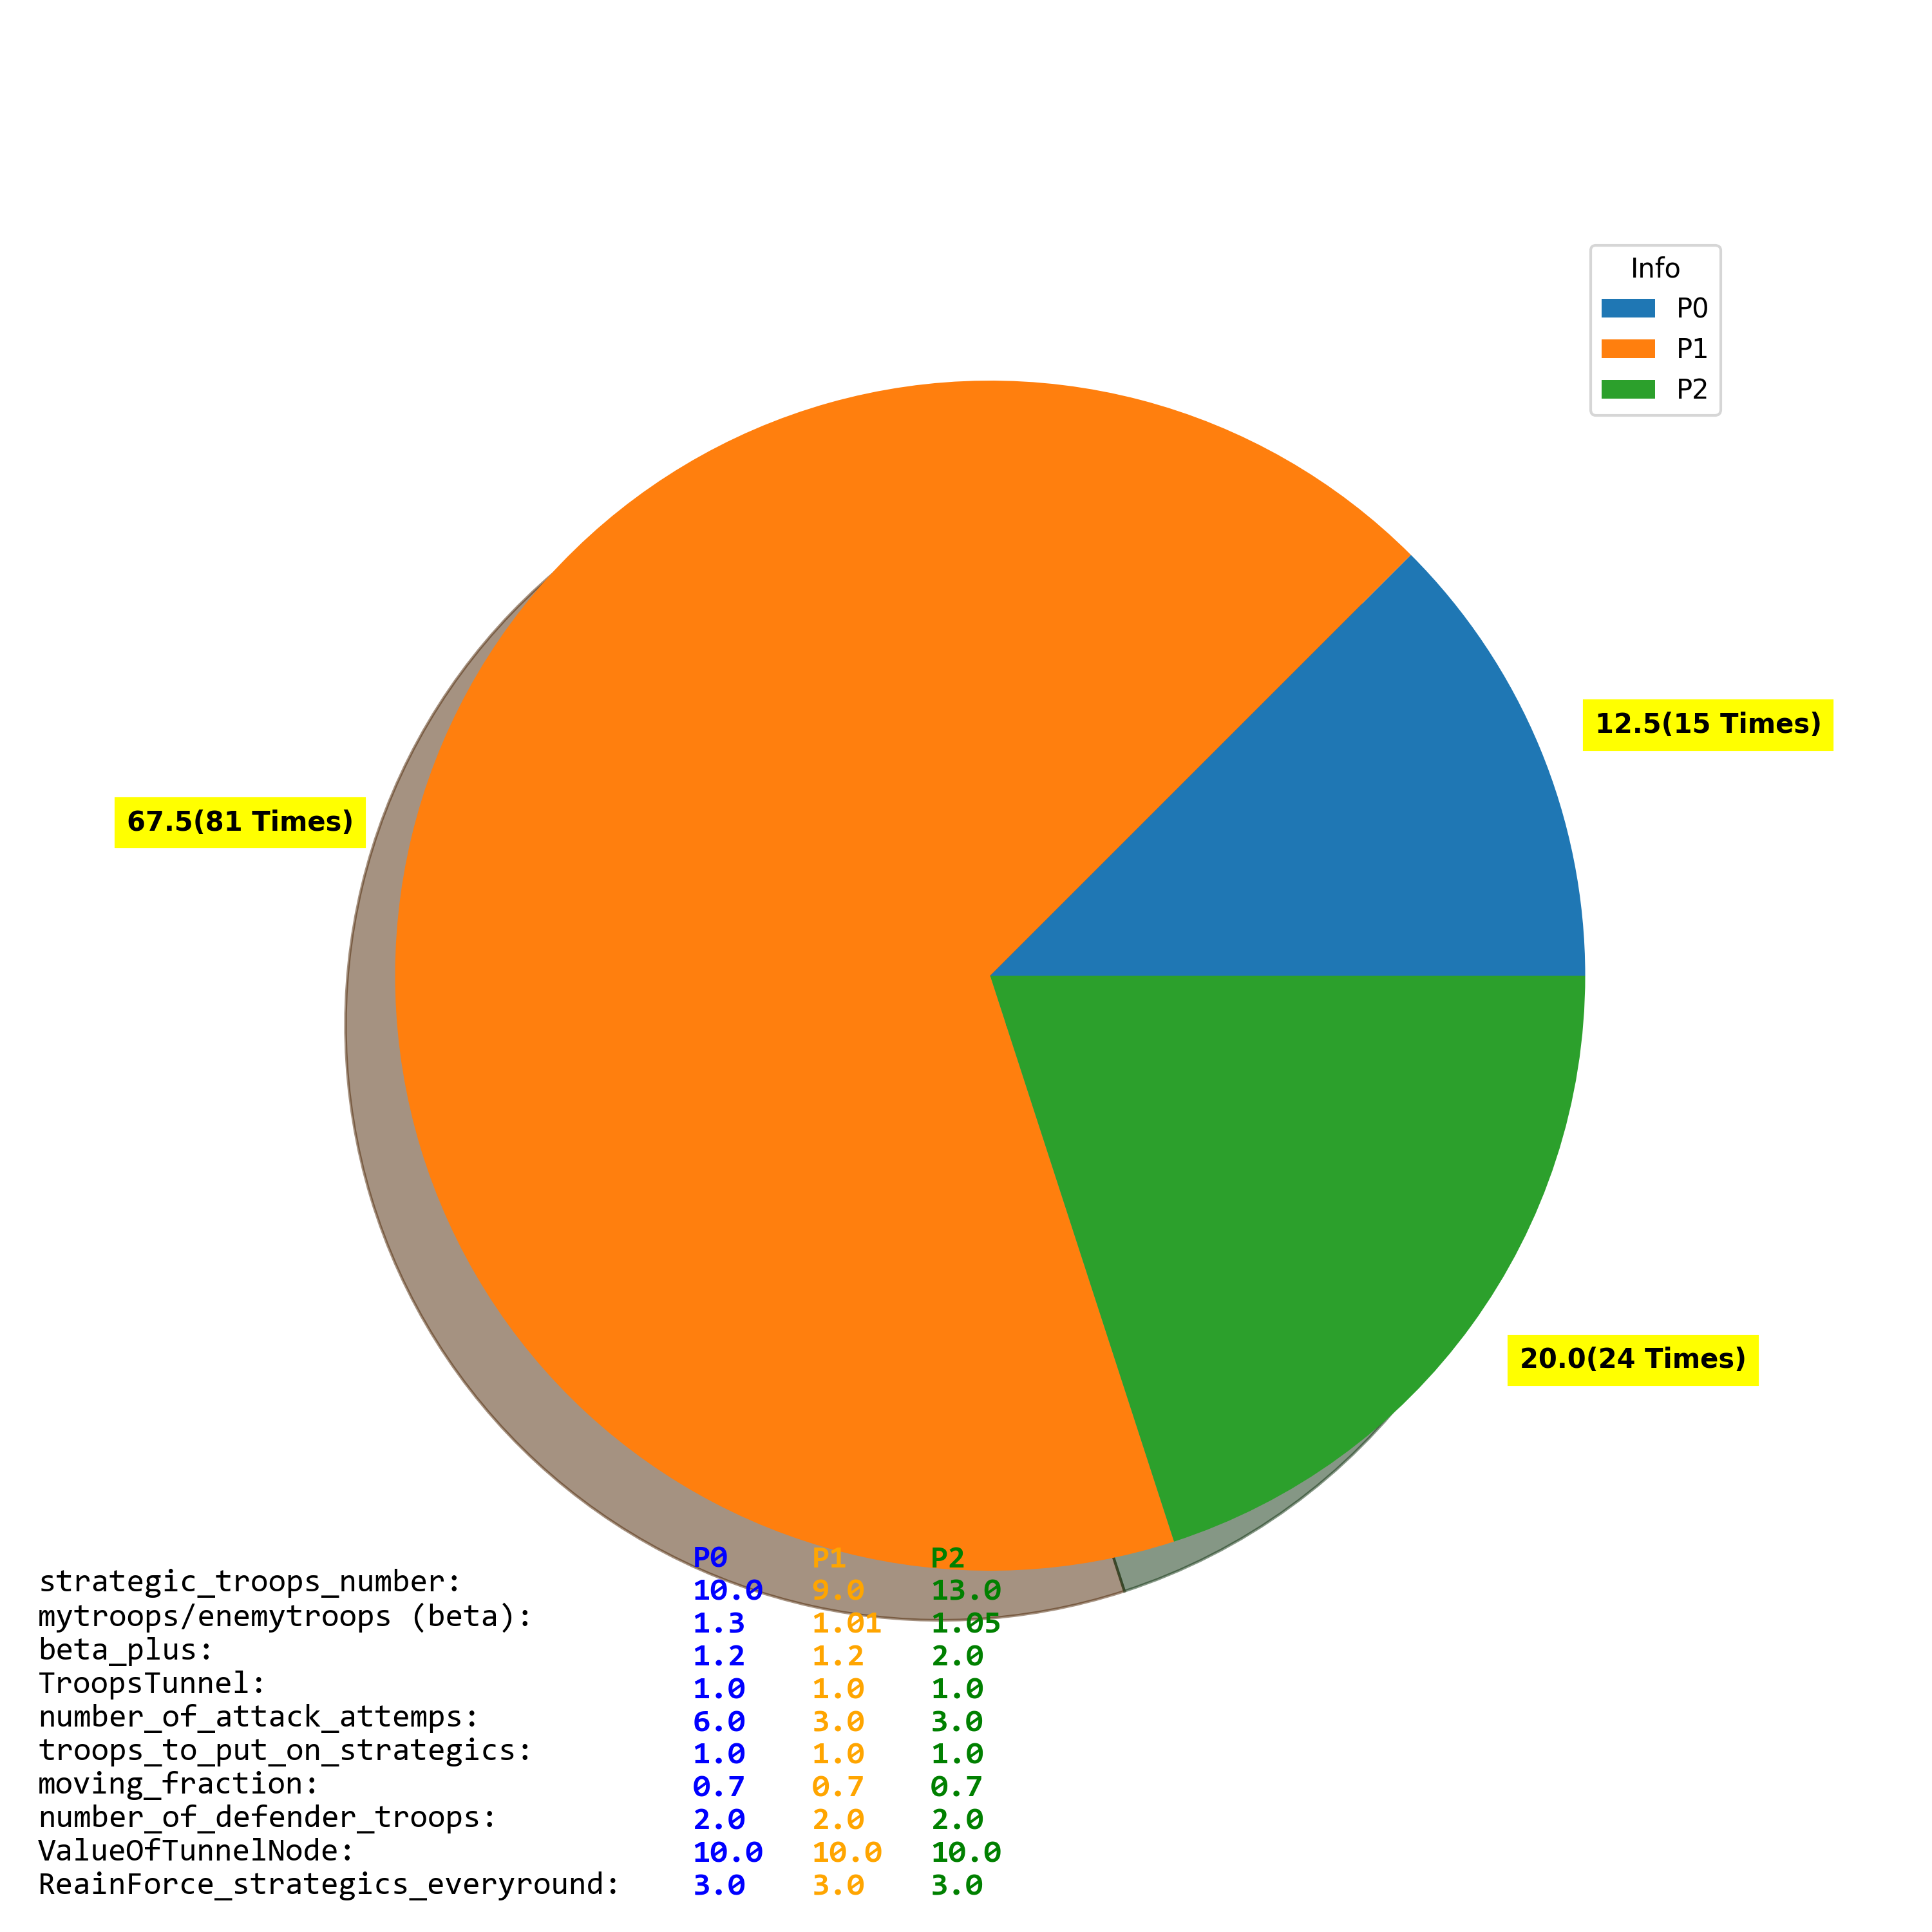 Info
P0
P1
P2
12.5(15 Times)
67.5(81 Times)
20.0(24 Times)
P0 P1 P2
strategic_troops_number: 10.0 9.0 13.0
mytroops/enemytroops (beta): 1.3 1.01 1.05
beta_plus: 1.2 1.2 2.0
TroopsTunnel: 1.0 1.0 1.0
number_of_attack_attemps: 6.0 3.0 3.0
troops_to_put_on_strategics: 1.0 1.0 1.0
moving_fraction: 0.7 0.7 0.7
number_of_defender_troops: 2.0 2.0 2.0
ValueOfTunnelNode: 10.0 10.0 10.0
ReainForce_strategics_everyround: 3.0 3.0 3.0